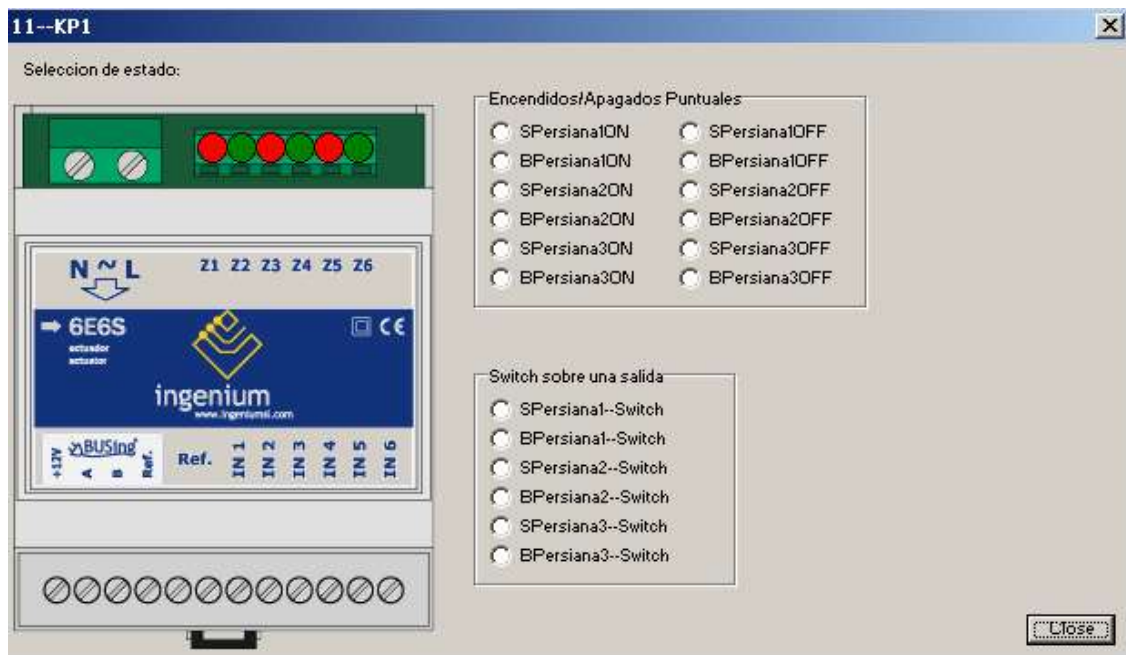 11---KP1
Seleccion de estado:
Encendidos/Apagados Puntuales
SPersiana1ON SPersiana1OFF
BPersiana1ON BPersiana1OFF
SPersiana2ON SPersiana2OFF
BPersiana2ON BPersiana2OFF
SPersiana3ON SPersiana3OFF
BPersiana3ON BPersiana3OFF
N ~ L Z1 Z2 Z3 Z4 Z5 Z6
6E6S CE
actuador
actuator
ingenium
www.ingeniumsl.com
+12V A B Ref.
BUSing
Ref. IN 1 IN 2 IN 3 IN 4 IN 5 IN 6
Switch sobre una salida
SPersiana1--Switch
BPersiana1--Switch
SPersiana2--Switch
BPersiana2--Switch
SPersiana3--Switch
BPersiana3--Switch
Close